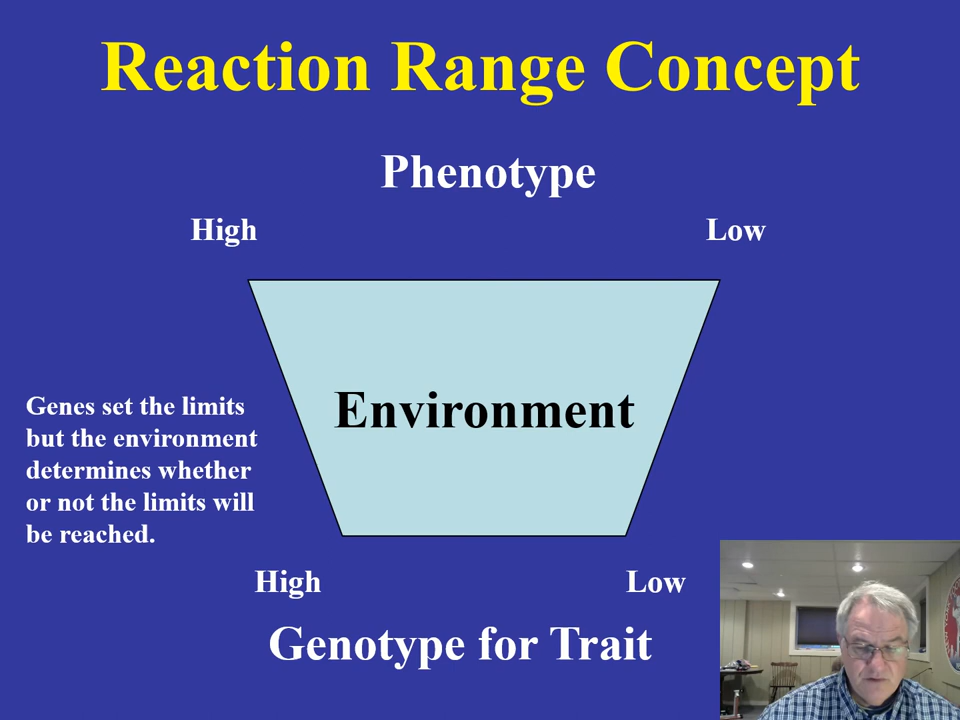 Reaction Range Concept
Phenotype
High
Low
Environment
Genes set the limits
but the environment
determines whether
or not the limits will
be reached.
High
Low
Genotype for Trait